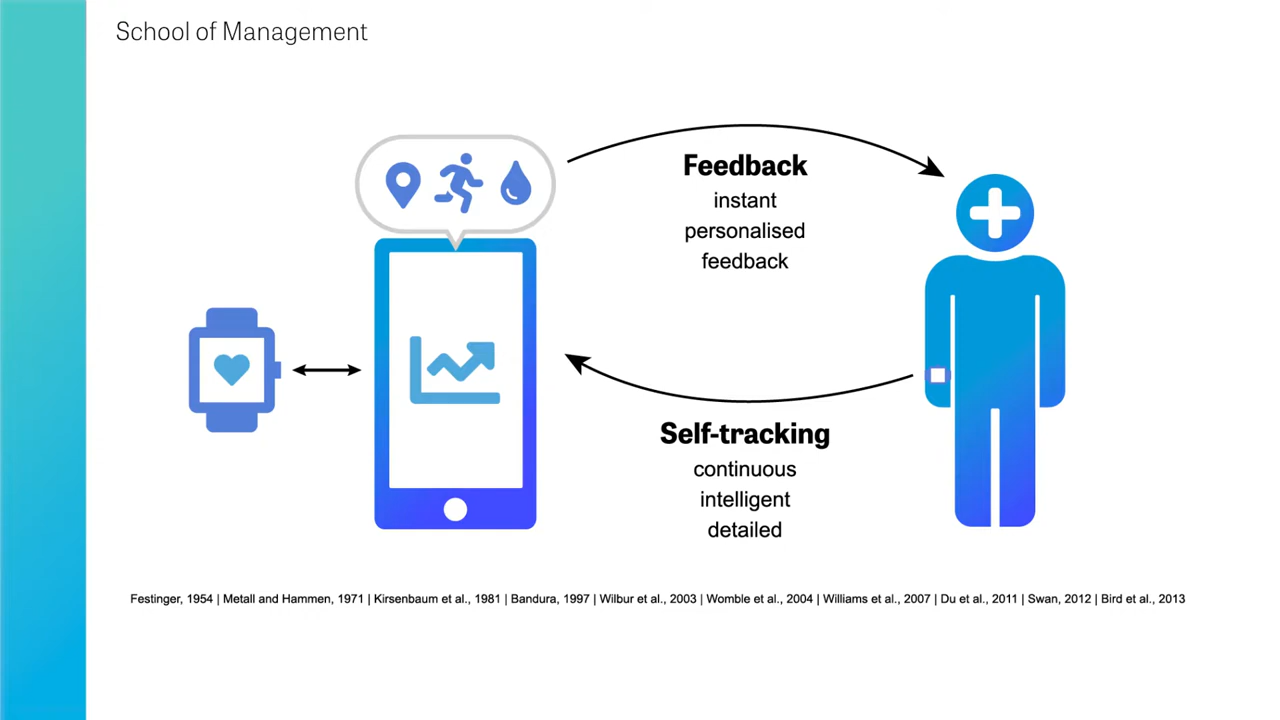 School of Management
Feedback
instant
personalised
feedback
Self-tracking
continuous
intelligent
detailed
Festinger, 1954 | Metall and Hammen, 1971 | Kirsenbaum et al., 1981 | Bandura, 1997 | Wilbur et al., 2003 | Womble et al., 2004 | Williams et al., 2007 | Du et al., 2011 | Swan, 2012 | Bird et al., 2013